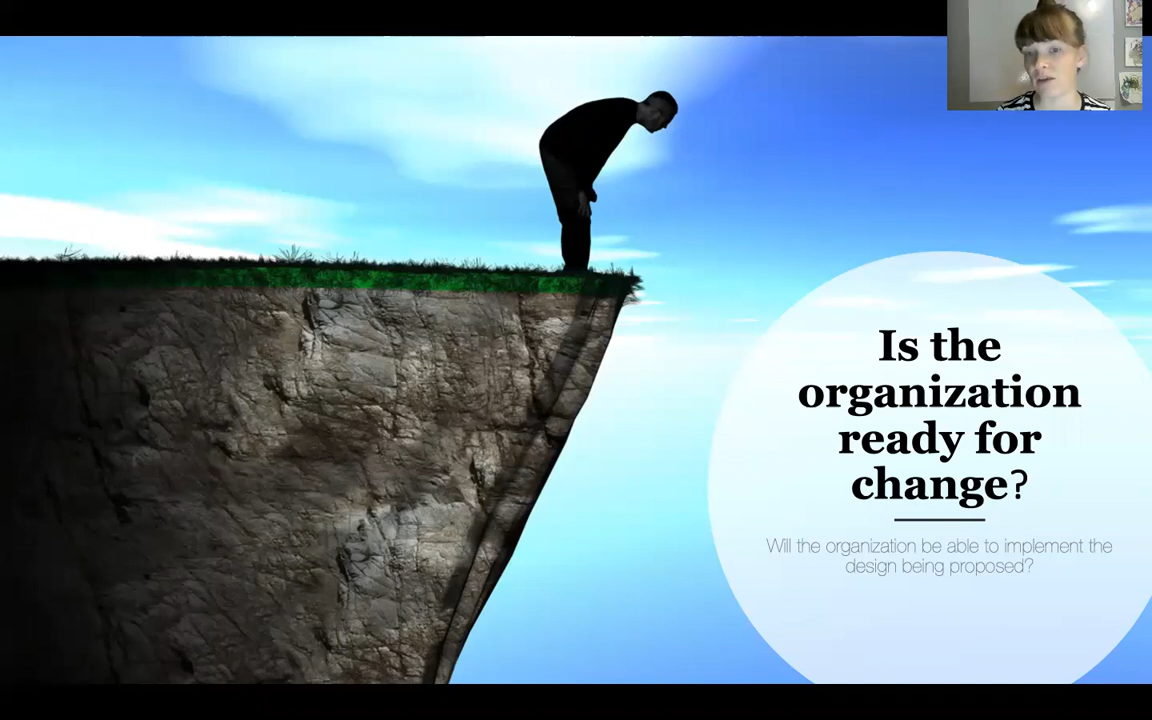 Is the
organization
ready for
change?
Will the organization be able to implement the
design being proposed?